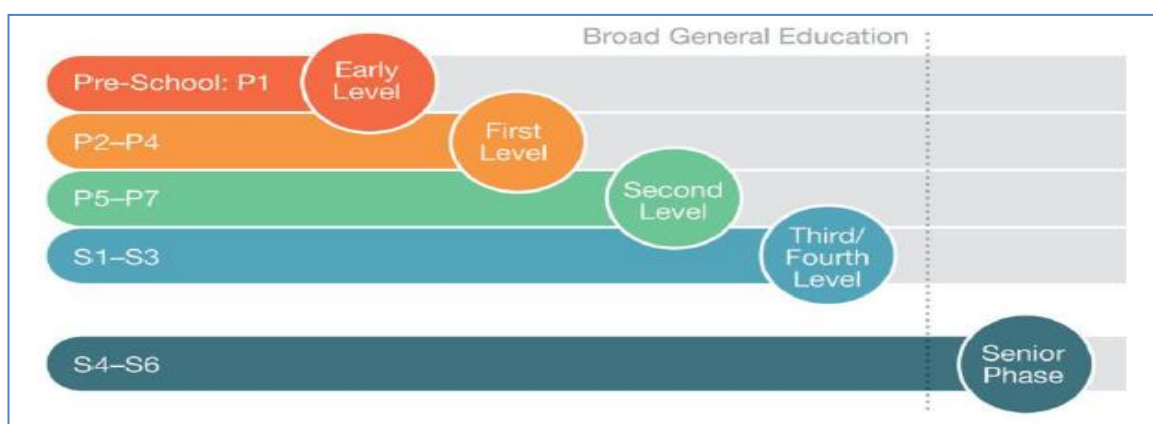 Broad General Education
Pre-School: P1
Early
Level
P2–P4
First
Level
P5–P7
Second
Level
S1–S3
Third/
Fourth
Level
S4–S6
Senior
Phase